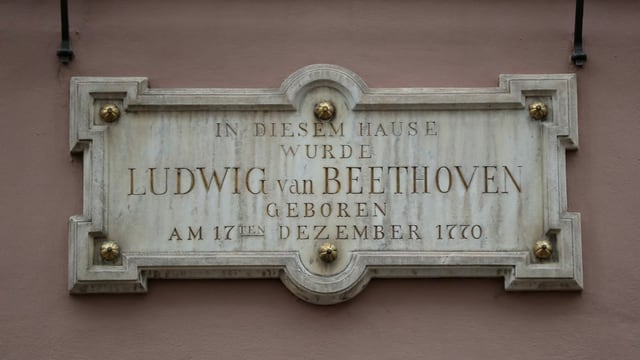 IN DIESEM HAUSE
WURDE
LUDWIG van BEETHOVEN
GEBOREN
AM 17TEN DEZEMBER 1770.